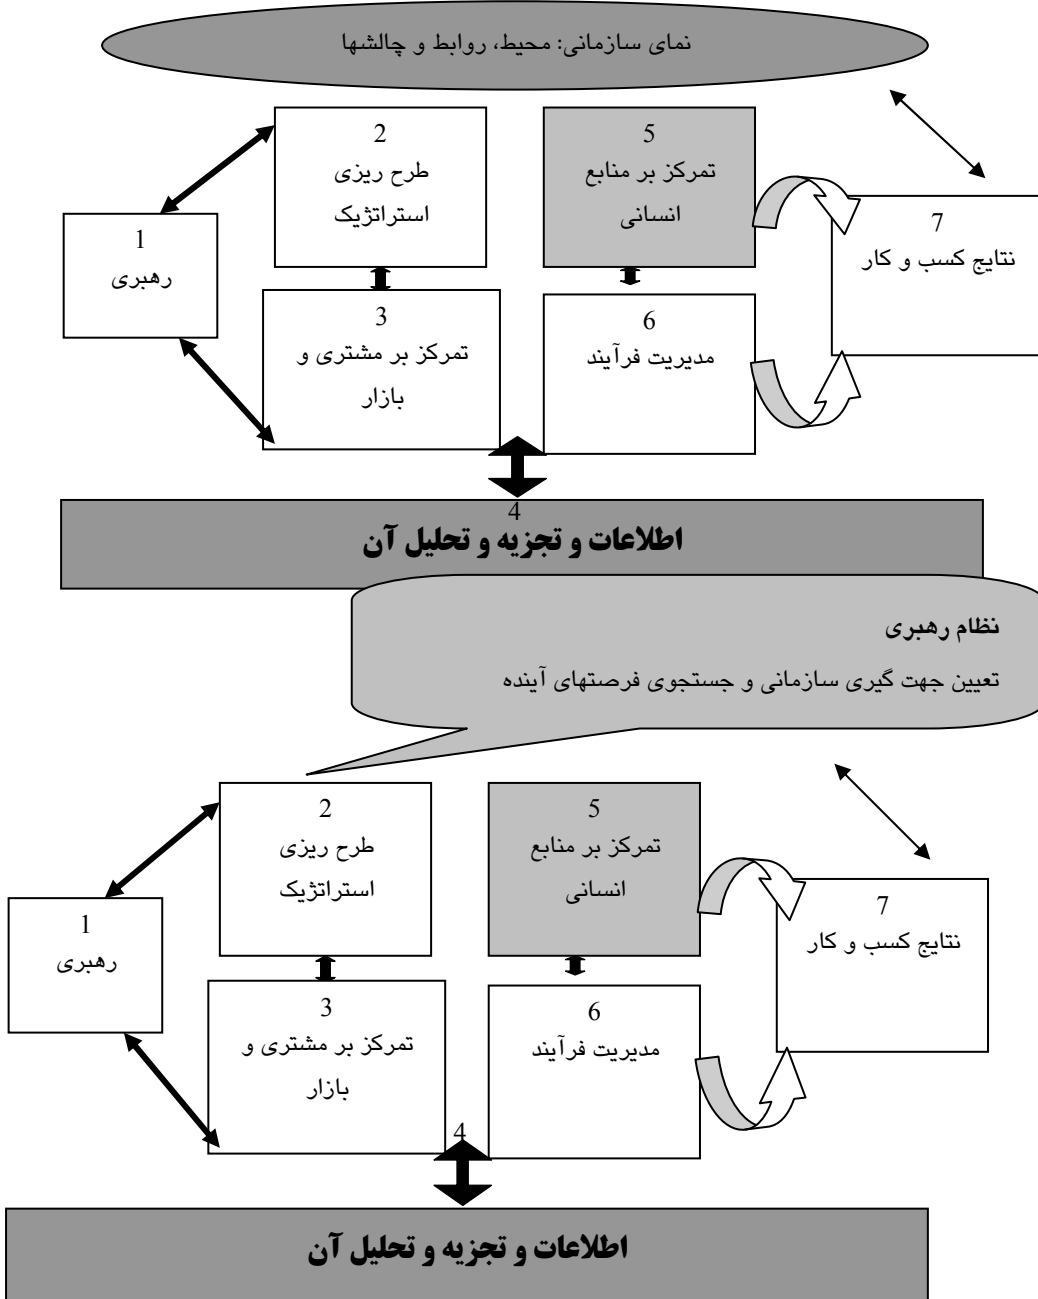 نمای سازمانی: محیط، روابط و چالشها
2
طرح ریزی
استراتژیک
5
تمرکز بر منابع
انسانی
1
رهبری
7
نتایج کسب و کار
3
تمرکز بر مشتری و
بازار
6
مدیریت فرآیند
4
اطلاعات و تجزیه و تحلیل آن
نظام رهبری
تعیین جهت گیری سازمانی و جستجوی فرصتهای آینده
2
طرح ریزی
استراتژیک
5
تمرکز بر منابع
انسانی
1
رهبری
7
نتایج کسب و کار
3
تمرکز بر مشتری و
بازار
6
مدیریت فرآیند
4
اطلاعات و تجزیه و تحلیل آن